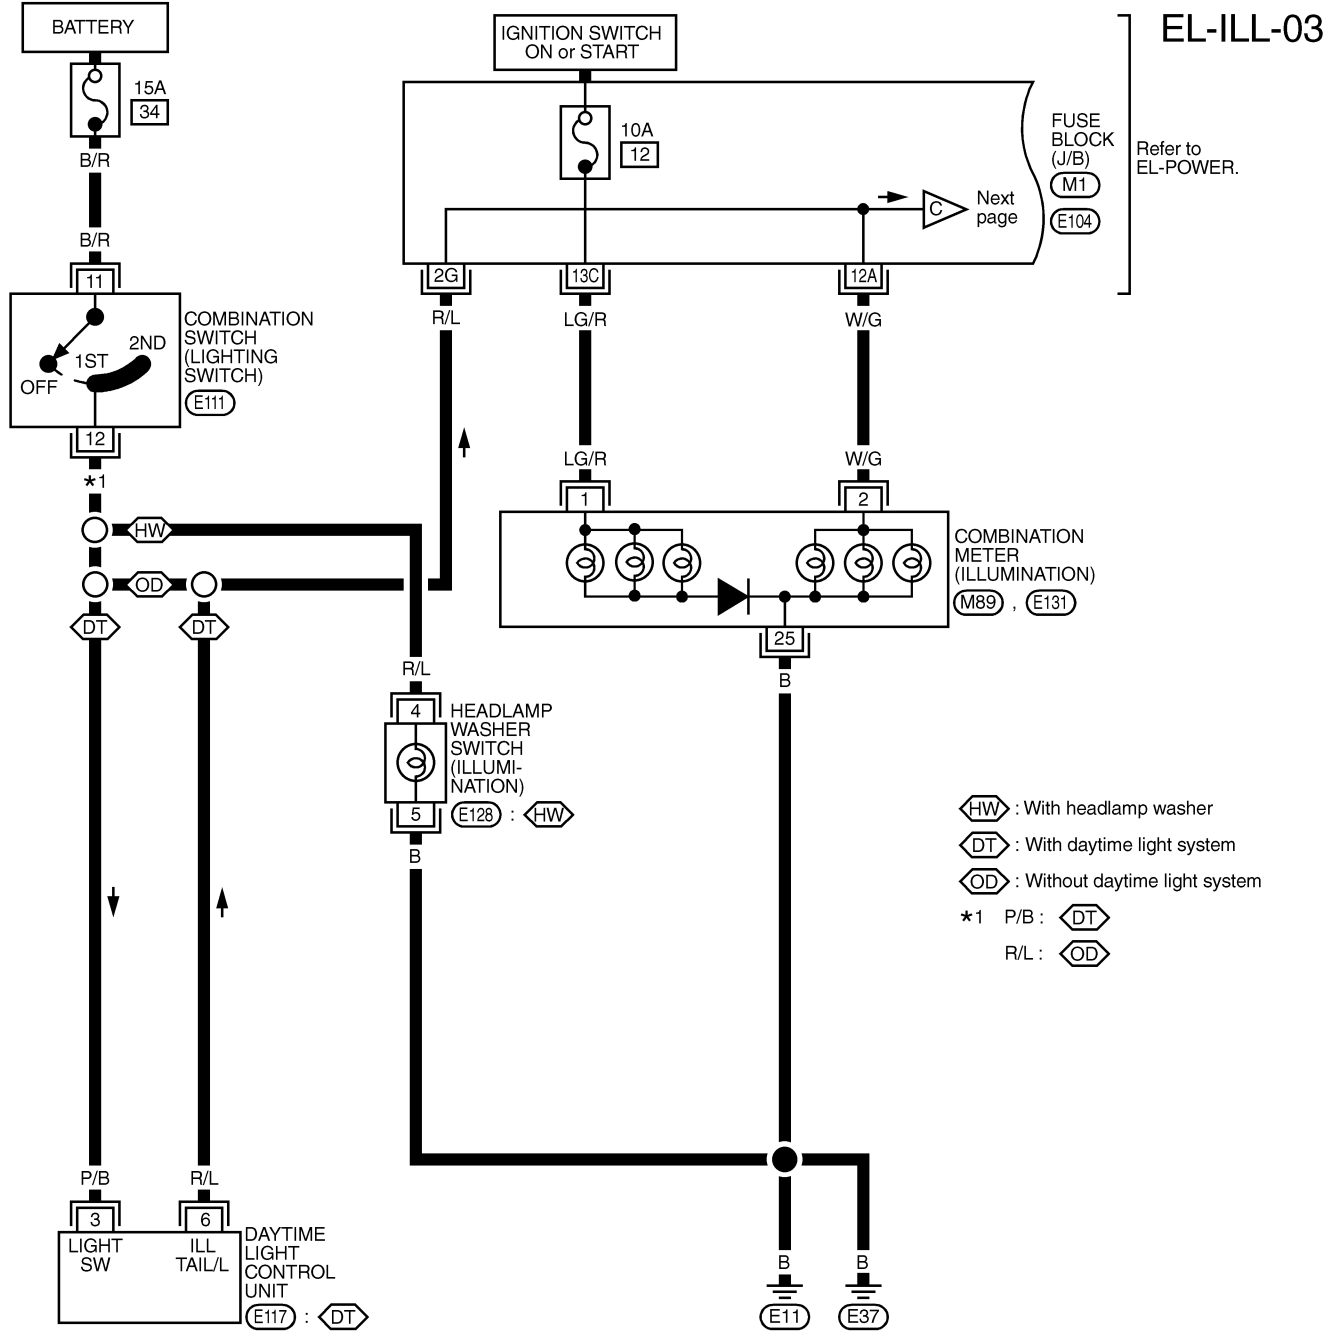 EL-ILL-03
BATTERY
15A
34
B/R
B/R
11
COMBINATION
SWITCH
(LIGHTING
SWITCH)
E111
OFF
1ST
2ND
12
*1
HW
OD
DT
DT
IGNITION SWITCH
ON or START
10A
12
FUSE
BLOCK
(J/B)
M1
E104
Refer to
EL-POWER.
C
Next
page
2G
13C
12A
R/L
LG/R
W/G
LG/R
W/G
1
2
COMBINATION
METER
(ILLUMINATION)
M89 , E131
25
B
R/L
4
HEADLAMP
WASHER
SWITCH
(ILLUMI-
NATION)
5
E128 : HW
B
HW : With headlamp washer
DT : With daytime light system
OD : Without daytime light system
*1 P/B : DT
R/L : OD
P/B
R/L
3
6
LIGHT
SW
ILL
TAIL/L
DAYTIME
LIGHT
CONTROL
UNIT
E117 : DT
B
B
E11
E37